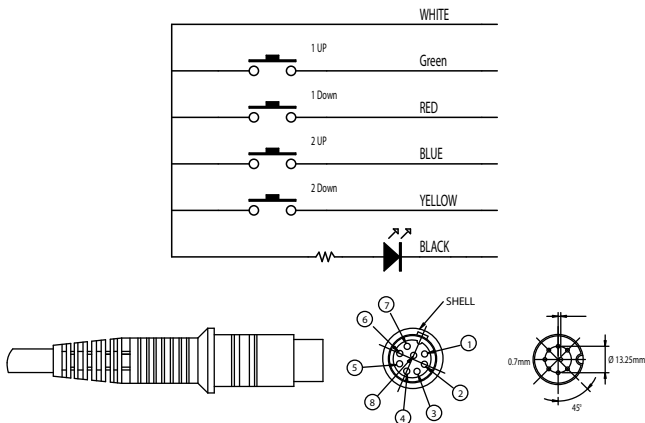 WHITE
1 UP
Green
1 Down
RED
2 UP
BLUE
2 Down
YELLOW
BLACK
SHELL
7
6
1
5
2
8
4
3
0.7mm
Ø 13.25mm
45°